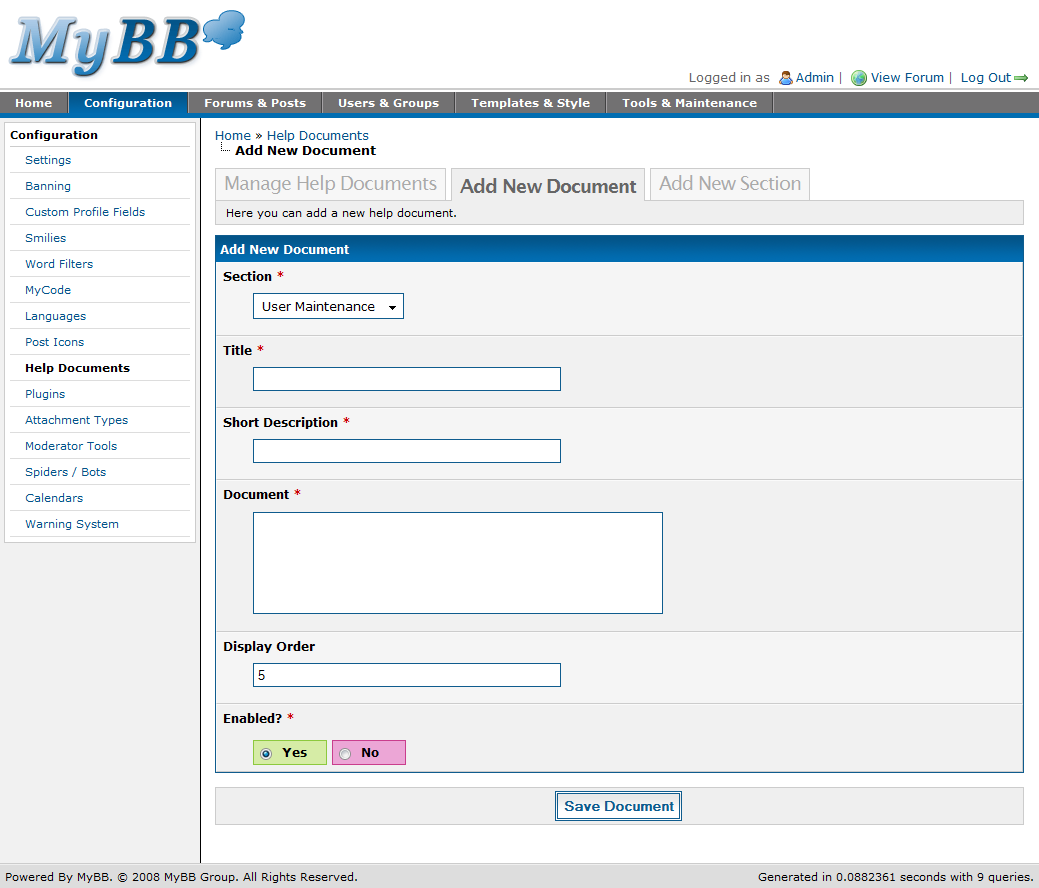 MyBB
Logged in as Admin | View Forum | Log Out
Home Configuration Forums & Posts Users & Groups Templates & Style Tools & Maintenance
Configuration
Settings
Banning
Custom Profile Fields
Smilies
Word Filters
MyCode
Languages
Post Icons
Help Documents
Plugins
Attachment Types
Moderator Tools
Spiders / Bots
Calendars
Warning System
Home » Help Documents
Add New Document
Manage Help Documents Add New Document Add New Section
Here you can add a new help document.
Add New Document
Section *
User Maintenance
Title *
Short Description *
Document *
Display Order
5
Enabled? *
Yes No
Save Document
Powered By MyBB. © 2008 MyBB Group. All Rights Reserved. Generated in 0.0882361 seconds with 9 queries.